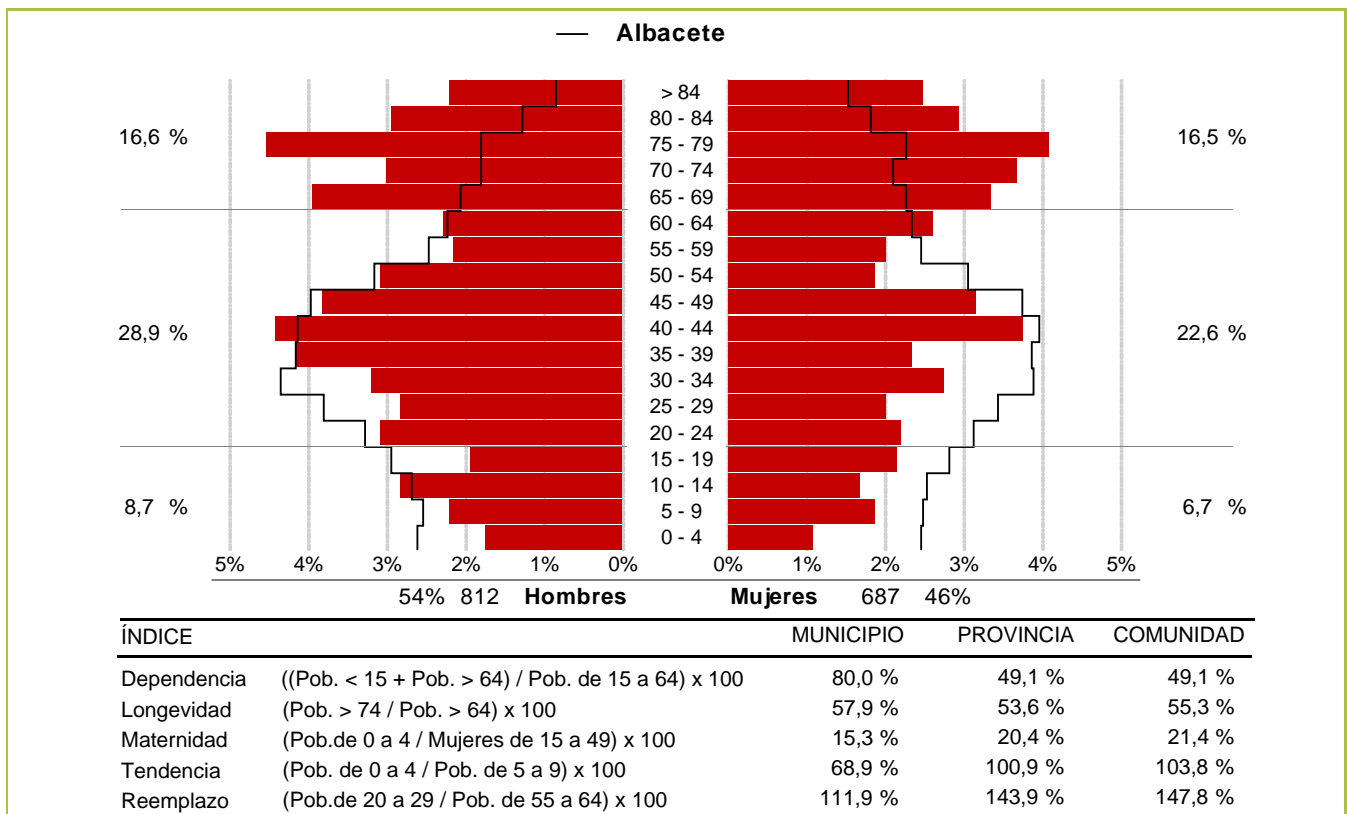 Albacete
> 84
80 - 84
16,6 % 75 - 79 16,5 %
70 - 74
65 - 69
60 - 64
55 - 59
50 - 54
45 - 49
28,9 % 40 - 44 22,6 %
35 - 39
30 - 34
25 - 29
20 - 24
15 - 19
10 - 14
8,7 % 5 - 9 6,7 %
0 - 4
5% 4% 3% 2% 1% 0% 0% 1% 2% 3% 4% 5%
54% 812 Hombres Mujeres 687 46%
ÍNDICE MUNICIPIO PROVINCIA COMUNIDAD
Dependencia ((Pob. < 15 + Pob. > 64) / Pob. de 15 a 64) x 100 80,0 % 49,1 % 49,1 %
Longevidad (Pob. > 74 / Pob. > 64) x 100 57,9 % 53,6 % 55,3 %
Maternidad (Pob.de 0 a 4 / Mujeres de 15 a 49) x 100 15,3 % 20,4 % 21,4 %
Tendencia (Pob. de 0 a 4 / Pob. de 5 a 9) x 100 68,9 % 100,9 % 103,8 %
Reemplazo (Pob.de 20 a 29 / Pob. de 55 a 64) x 100 111,9 % 143,9 % 147,8 %